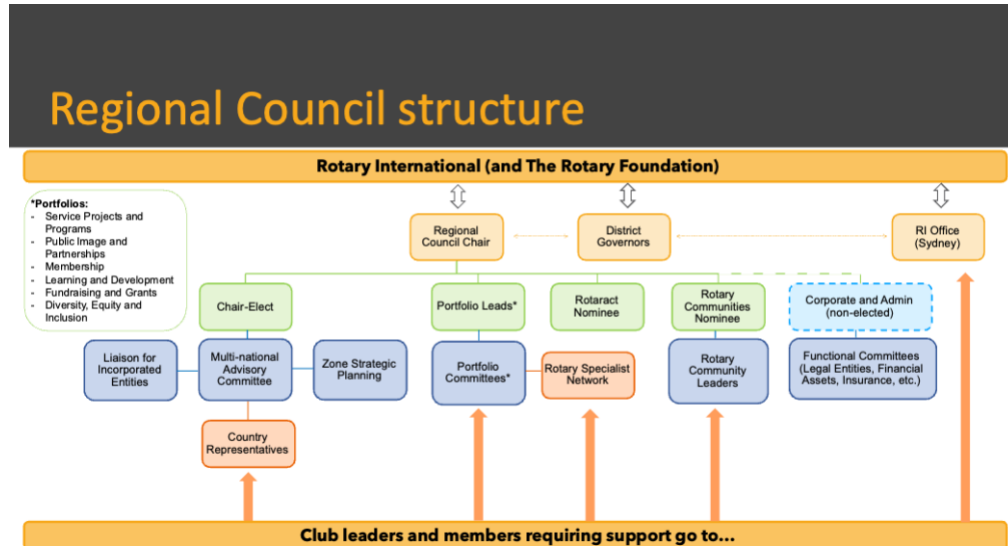 Regional Council structure
Rotary International (and The Rotary Foundation)
*Portfolios:
- Service Projects and
Programs
- Public Image and
Partnerships
- Membership
- Learning and Development
- Fundraising and Grants
- Diversity, Equity and
Inclusion
Regional
Council Chair
District
Governors
RI Office
(Sydney)
Chair-Elect
Portfolio Leads*
Rotaract
Nominee
Rotary
Communities
Nominee
Corporate and Admin
(non-elected)
Liaison for
Incorporated
Entities
Multi-national
Advisory
Committee
Zone Strategic
Planning
Portfolio
Committees*
Rotary Specialist
Network
Rotary
Community
Leaders
Functional Committees
(Legal Entities, Financial
Assets, Insurance, etc.)
Country
Representatives
Club leaders and members requiring support go to...